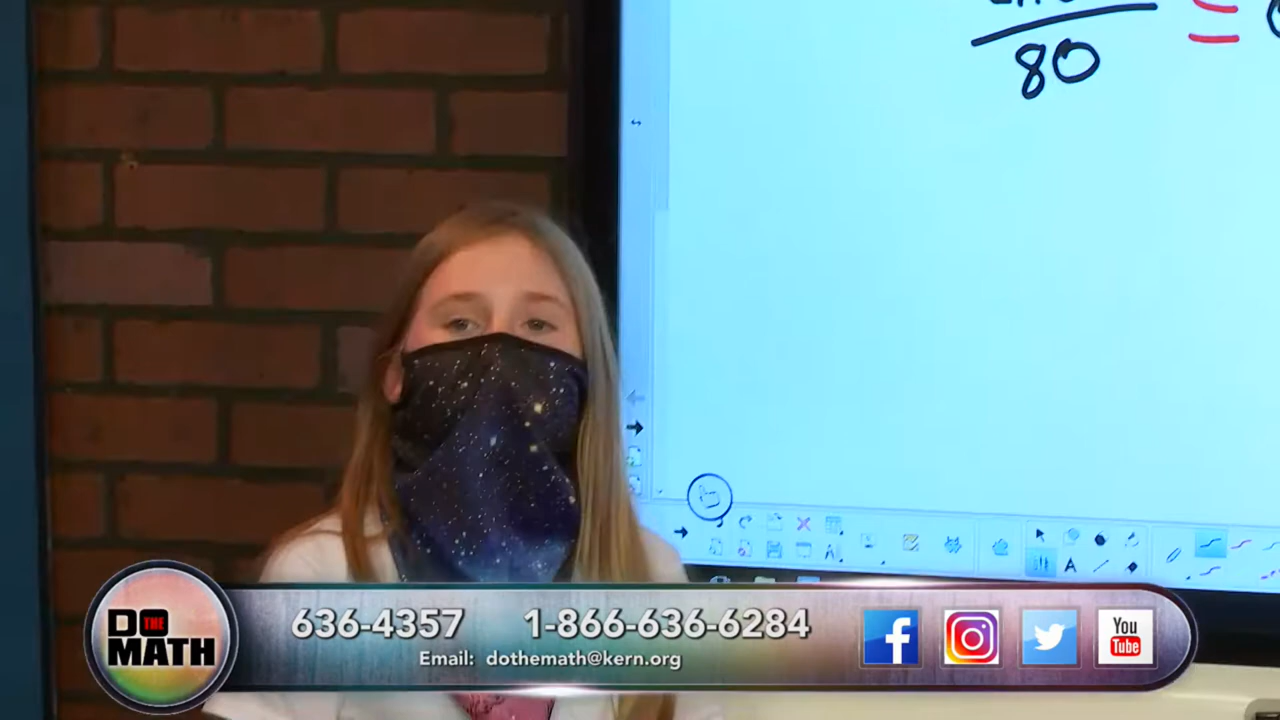 80
=
DO
THE
MATH
636-4357 1-866-636-6284
Email: dothemath@kern.org
f
You
Tube
A
A